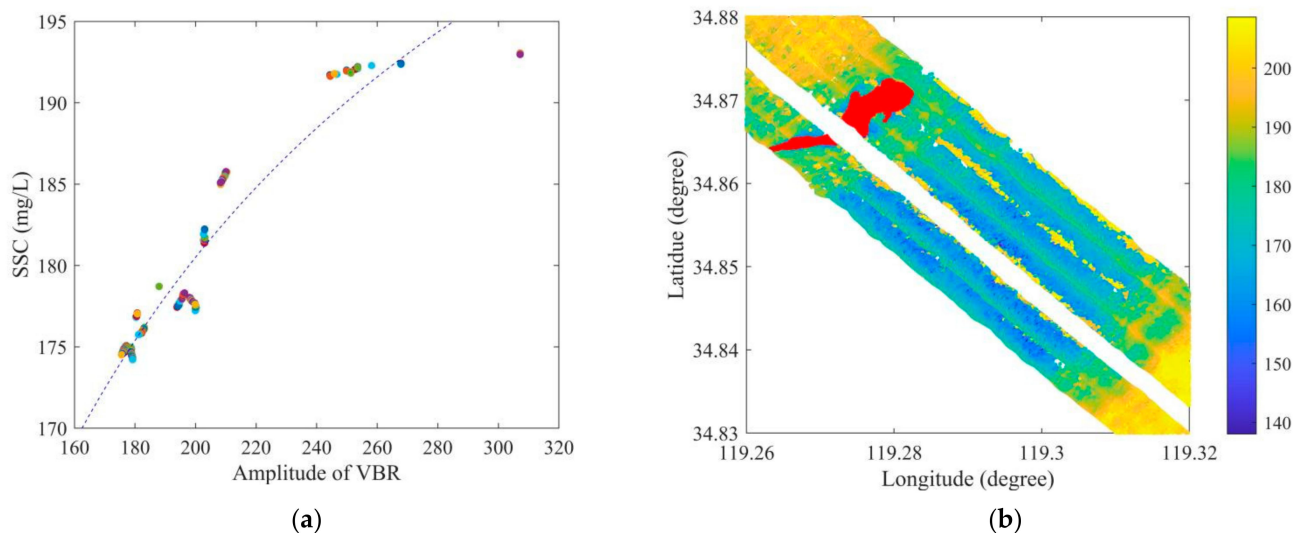 195
190
185
180
175
170
SSC (mg/L)
160 180 200 220 240 260 280 300 320
Amplitude of VBR
(a)
34.88
34.87
34.86
34.85
34.84
34.83
Latidue (degree)
119.26 119.28 119.3 119.32
Longitude (degree)
200
190
180
170
160
150
140
(b)